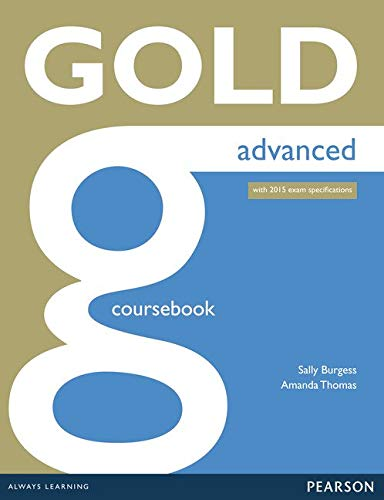 GOLD
advanced
with 2015 exam specifications
g
coursebook
Sally Burgess
Amanda Thomas
ALWAYS LEARNING
PEARSON